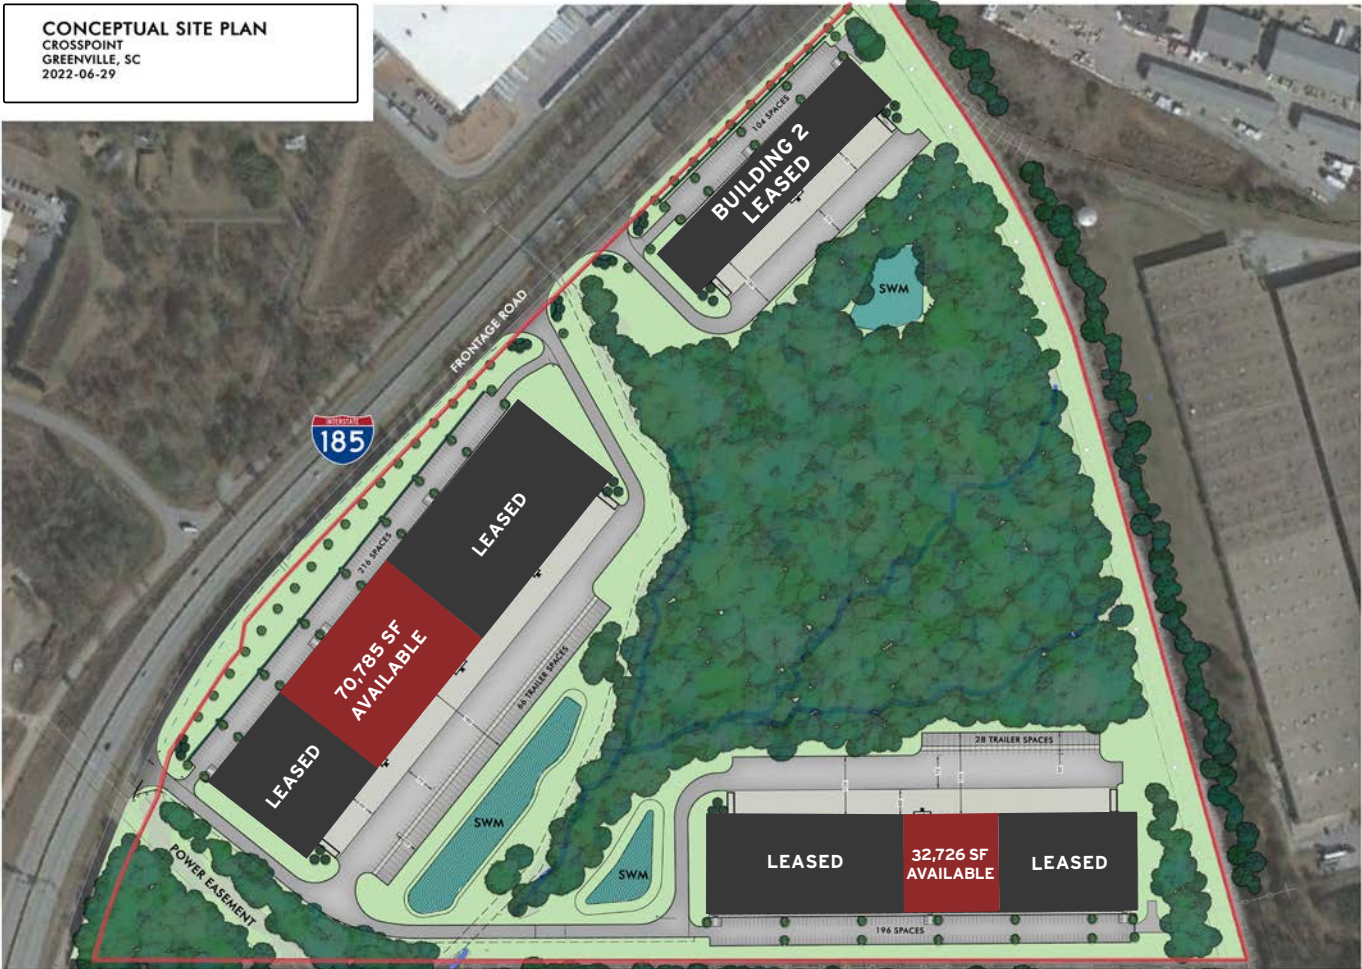 CONCEPTUAL SITE PLAN
CROSSPOINT
GREENVILLE, SC
2022-06-29
104 SPACES
BUILDING 2
LEASED
SWM
FRONTAGE ROAD
INTERSTATE
185
LEASED
216 SPACES
70,785 SF
AVAILABLE
66 TRAILER SPACES
LEASED
SWM
POWER EASEMENT
SWM
28 TRAILER SPACES
LEASED
32,726 SF
AVAILABLE
LEASED
196 SPACES